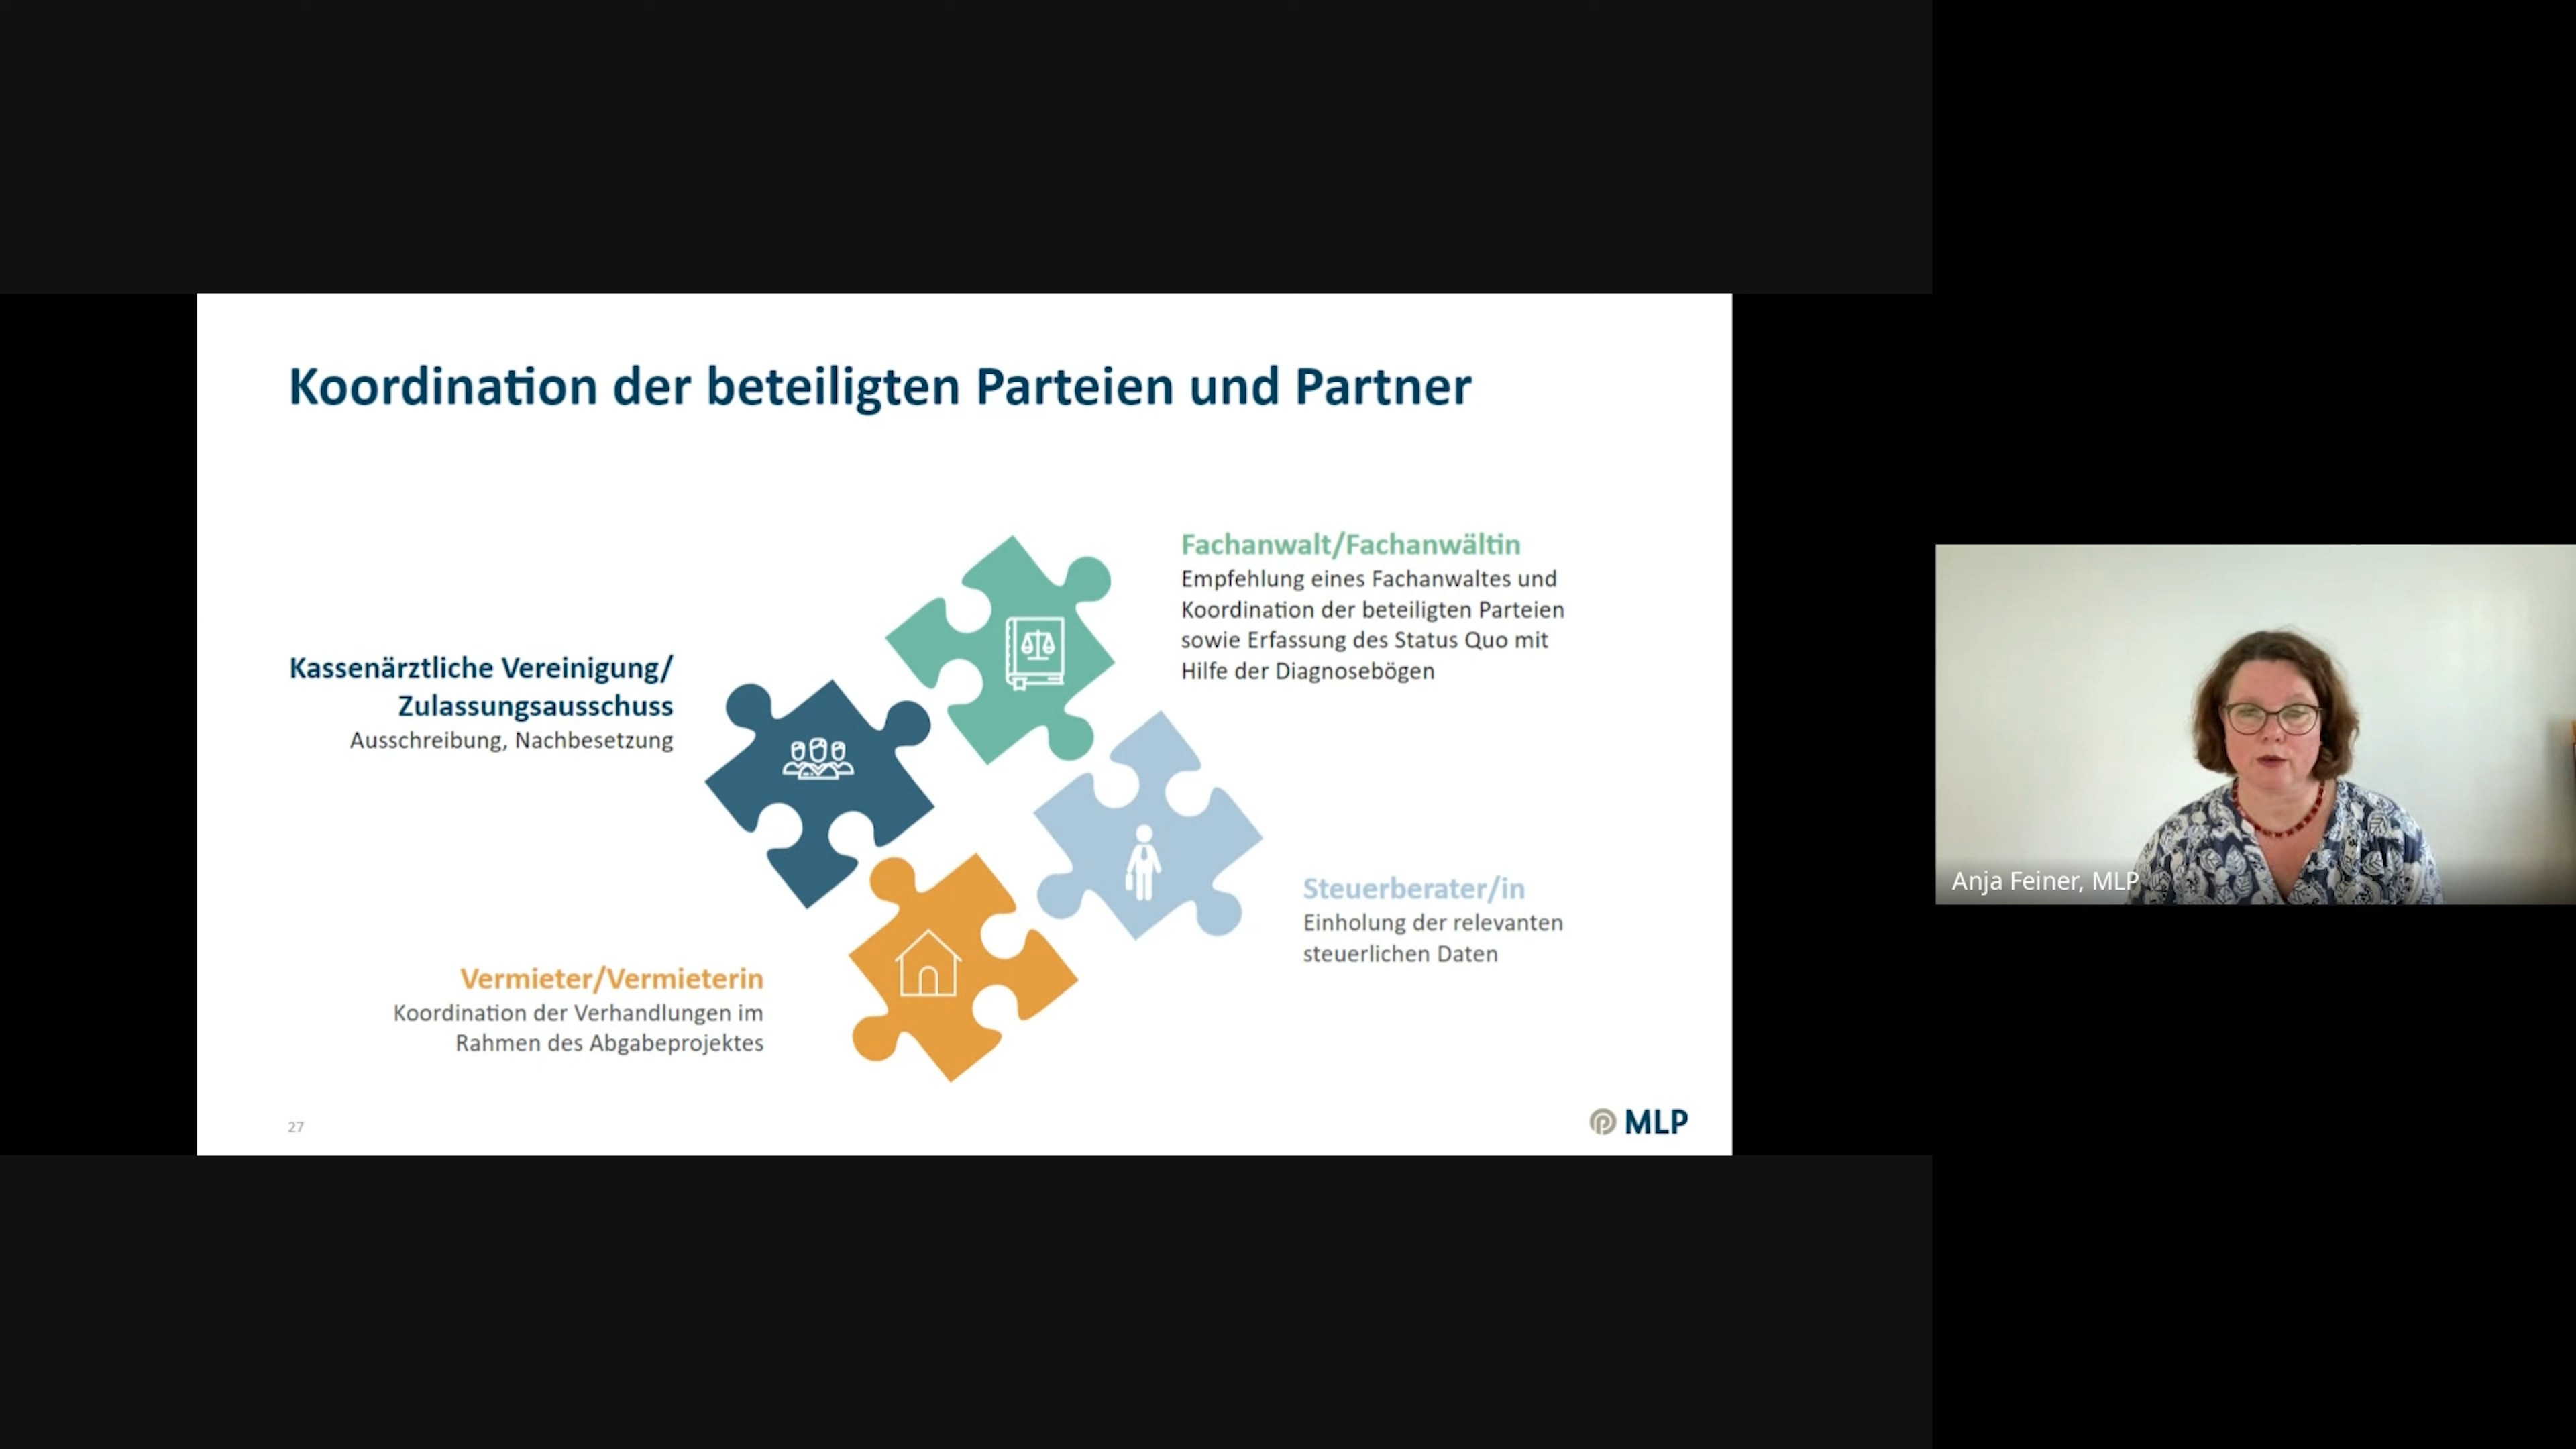 Koordination der beteiligten Parteien und Partner
Fachanwalt/Fachanwältin
Empfehlung eines Fachanwaltes und
Koordination der beteiligten Parteien
sowie Erfassung des Status Quo mit
Hilfe der Diagnosebögen
Kassenärztliche Vereinigung/
Zulassungsausschuss
Ausschreibung, Nachbesetzung
Steuerberater/in
Einholung der relevanten
steuerlichen Daten
Vermieter/Vermieterin
Koordination der Verhandlungen im
Rahmen des Abgabeprojektes
27
MLP
Anja Feiner, MLP